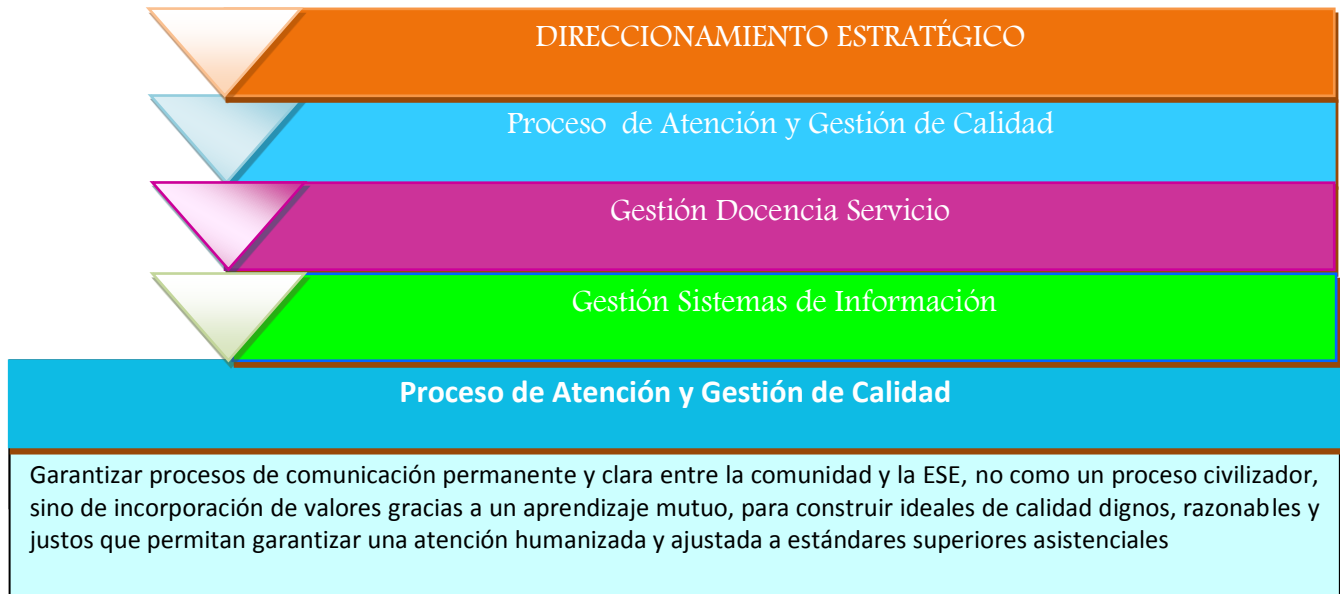 DIRECCIONAMIENTO ESTRATÉGICO
Proceso de Atención y Gestión de Calidad
Gestión Docencia Servicio
Gestión Sistemas de Información
Proceso de Atención y Gestión de Calidad
Garantizar procesos de comunicación permanente y clara entre la comunidad y la ESE, no como un proceso civilizador,
sino de incorporación de valores gracias a un aprendizaje mutuo, para construir ideales de calidad dignos, razonables y
justos que permitan garantizar una atención humanizada y ajustada a estándares superiores asistenciales